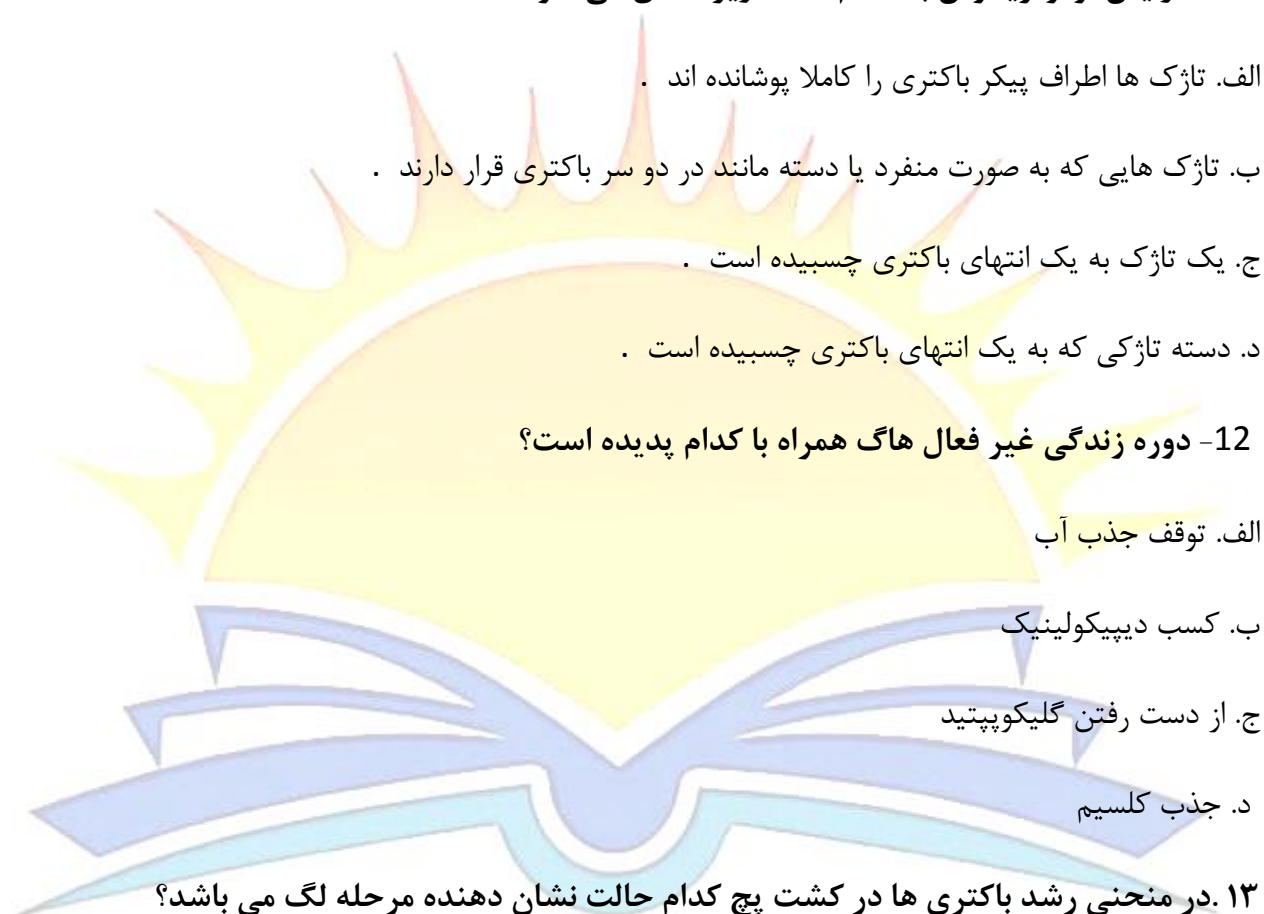 الف. تاژک ها اطراف پیکر باکتری را کاملا پوشانده اند .
ب. تاژک هایی که به صورت منفرد یا دسته مانند در دو سر باکتری قرار دارند .
ج. یک تاژک به یک انتهای باکتری چسبیده است .
د. دسته تاژکی که به یک انتهای باکتری چسبیده است .
12- دوره زندگی غیر فعال هاگ همراه با کدام پدیده است؟
الف. توقف جذب آب
ب. کسب دیپیکولینیک
ج. از دست رفتن گلیکوپپتید
د. جذب کلسیم
۱۳ .در منحنی رشد باکتری ها در کشت پچ کدام حالت نشان دهنده مرحله لگ می باشد؟